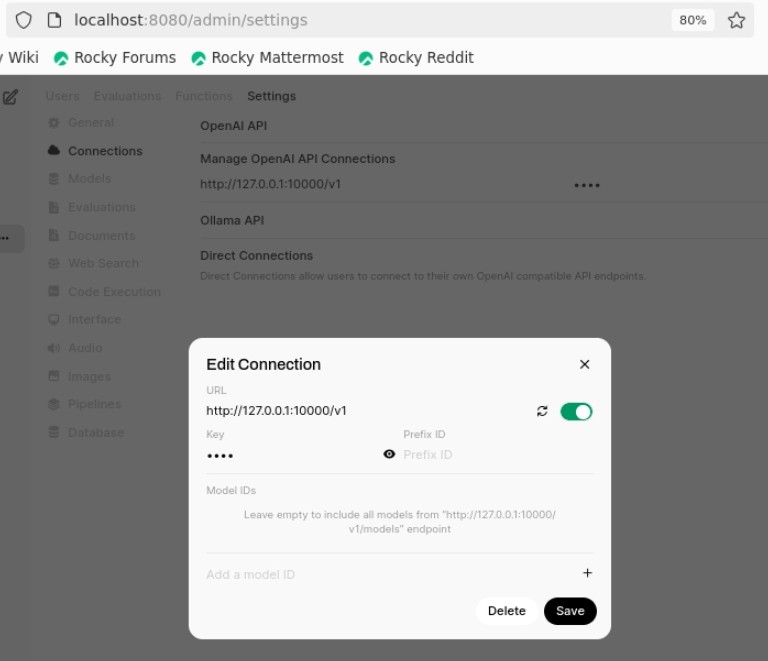 localhost:8080/admin/settings
80%
y Wiki
Rocky Forums
Rocky Mattermost
Rocky Reddit
Users
Evaluations
Functions
Settings
General
Connections
Models
Evaluations
Documents
Web Search
Code Execution
Interface
Audio
Images
Pipelines
Database
OpenAI API
Manage OpenAI API Connections
http://127.0.0.1:10000/v1
••••
Ollama API
Direct Connections
Direct Connections allow users to connect to their own OpenAI compatible API endpoints.
Edit Connection
URL
http://127.0.0.1:10000/v1
Key
Prefix ID
••••
Prefix ID
Model IDs
Leave empty to include all models from "http://127.0.0.1:10000/
v1/models" endpoint
Add a model ID
Delete
Save